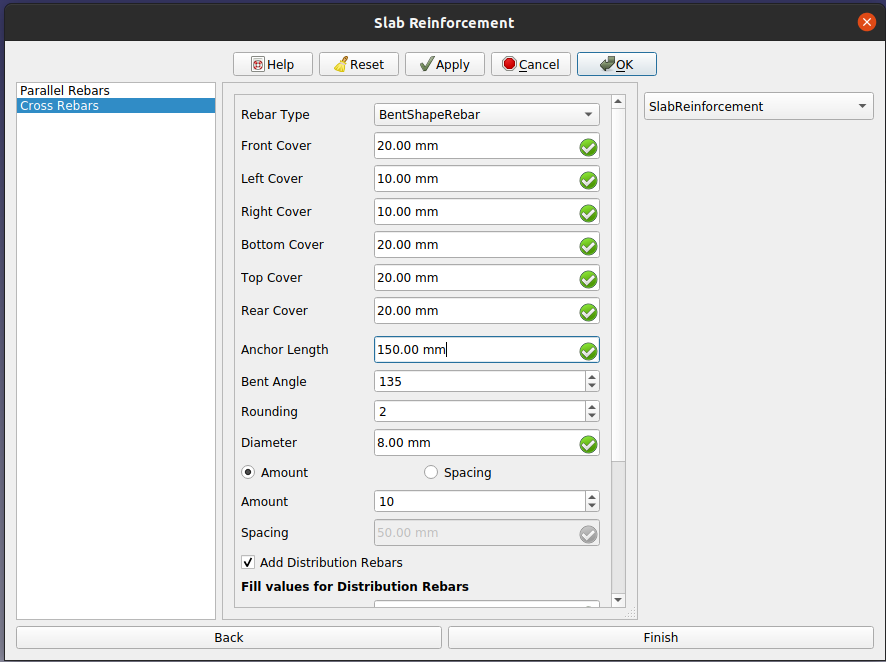 Slab Reinforcement
Help Reset Apply Cancel OK
Parallel Rebars
Cross Rebars
Rebar Type BentShapeRebar
SlabReinforcement
Front Cover 20.00 mm
Left Cover 10.00 mm
Right Cover 10.00 mm
Bottom Cover 20.00 mm
Top Cover 20.00 mm
Rear Cover 20.00 mm
Anchor Length 150.00 mm
Bent Angle 135
Rounding 2
Diameter 8.00 mm
Amount Spacing
Amount 10
Spacing 50.00 mm
Add Distribution Rebars
Fill values for Distribution Rebars
Back Finish